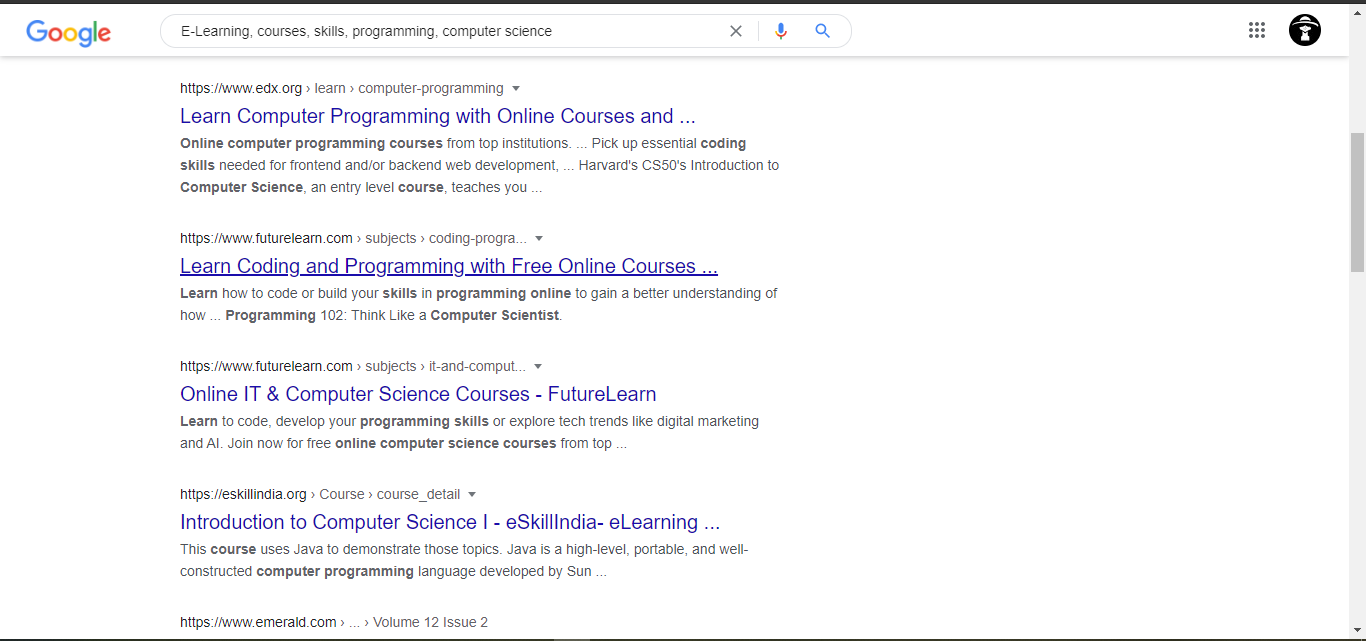 Google
E-Learning, courses, skills, programming, computer science
https://www.edx.org › learn › computer-programming
Learn Computer Programming with Online Courses and ...
Online computer programming courses from top institutions. ... Pick up essential coding
skills needed for frontend and/or backend web development, ... Harvard's CS50's Introduction to
Computer Science, an entry level course, teaches you ...
https://www.futurelearn.com › subjects › coding-progra...
Learn Coding and Programming with Free Online Courses ...
Learn how to code or build your skills in programming online to gain a better understanding of
how ... Programming 102: Think Like a Computer Scientist.
https://www.futurelearn.com › subjects › it-and-comput...
Online IT & Computer Science Courses - FutureLearn
Learn to code, develop your programming skills or explore tech trends like digital marketing
and AI. Join now for free online computer science courses from top ...
https://eskillindia.org › Course › course_detail
Introduction to Computer Science I - eSkillIndia- eLearning ...
This course uses Java to demonstrate those topics. Java is a high-level, portable, and well-
constructed computer programming language developed by Sun ...
https://www.emerald.com › ... › Volume 12 Issue 2